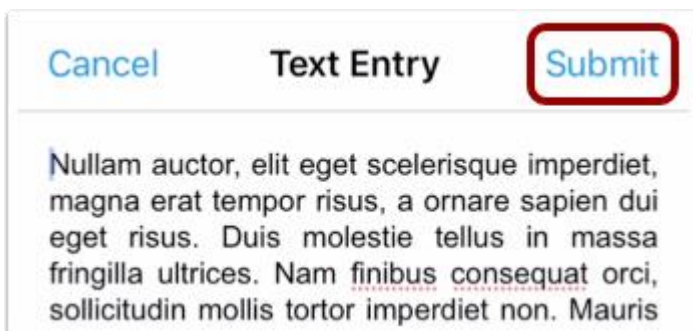 Cancel Text Entry Submit
Nullam auctor, elit eget scelerisque imperdiet,
magna erat tempor risus, a ornare sapien dui
eget risus. Duis molestie tellus in massa
fringilla ultrices. Nam finibus consequat orci,
sollicitudin mollis tortor imperdiet non. Mauris